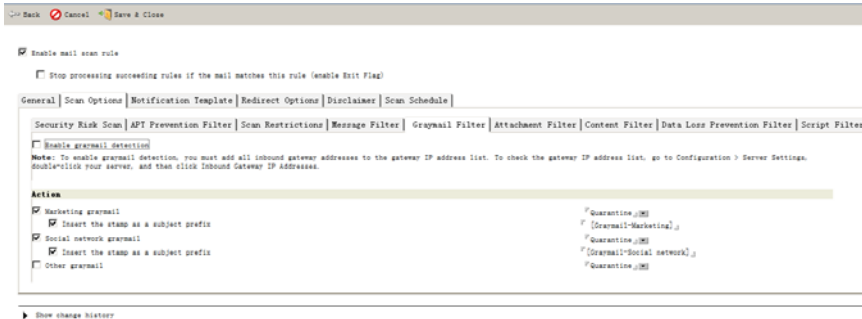 Back Cancel Save & Close
Enable mail scan rule
Stop processing succeeding rules if the mail matches this rule (enable Exit Flag)
General Scan Options Notification Template Redirect Options Disclaimer Scan Schedule
Security Risk Scan APT Prevention Filter Scan Restrictions Message Filter Graymail Filter Attachment Filter Content Filter Data Loss Prevention Filter Script Filter
Enable graymail detection
Note: To enable graymail detection, you must add all inbound gateway addresses to the gateway IP address list. To check the gateway IP address list, go to Configuration > Server Settings,
double-click your server, and then click Inbound Gateway IP Addresses.
Action
Marketing graymail Quarantine
Insert the stamp as a subject prefix [Graymail-Marketing]
Social network graymail Quarantine
Insert the stamp as a subject prefix [Graymail-Social network]
Other graymail Quarantine
Show change history